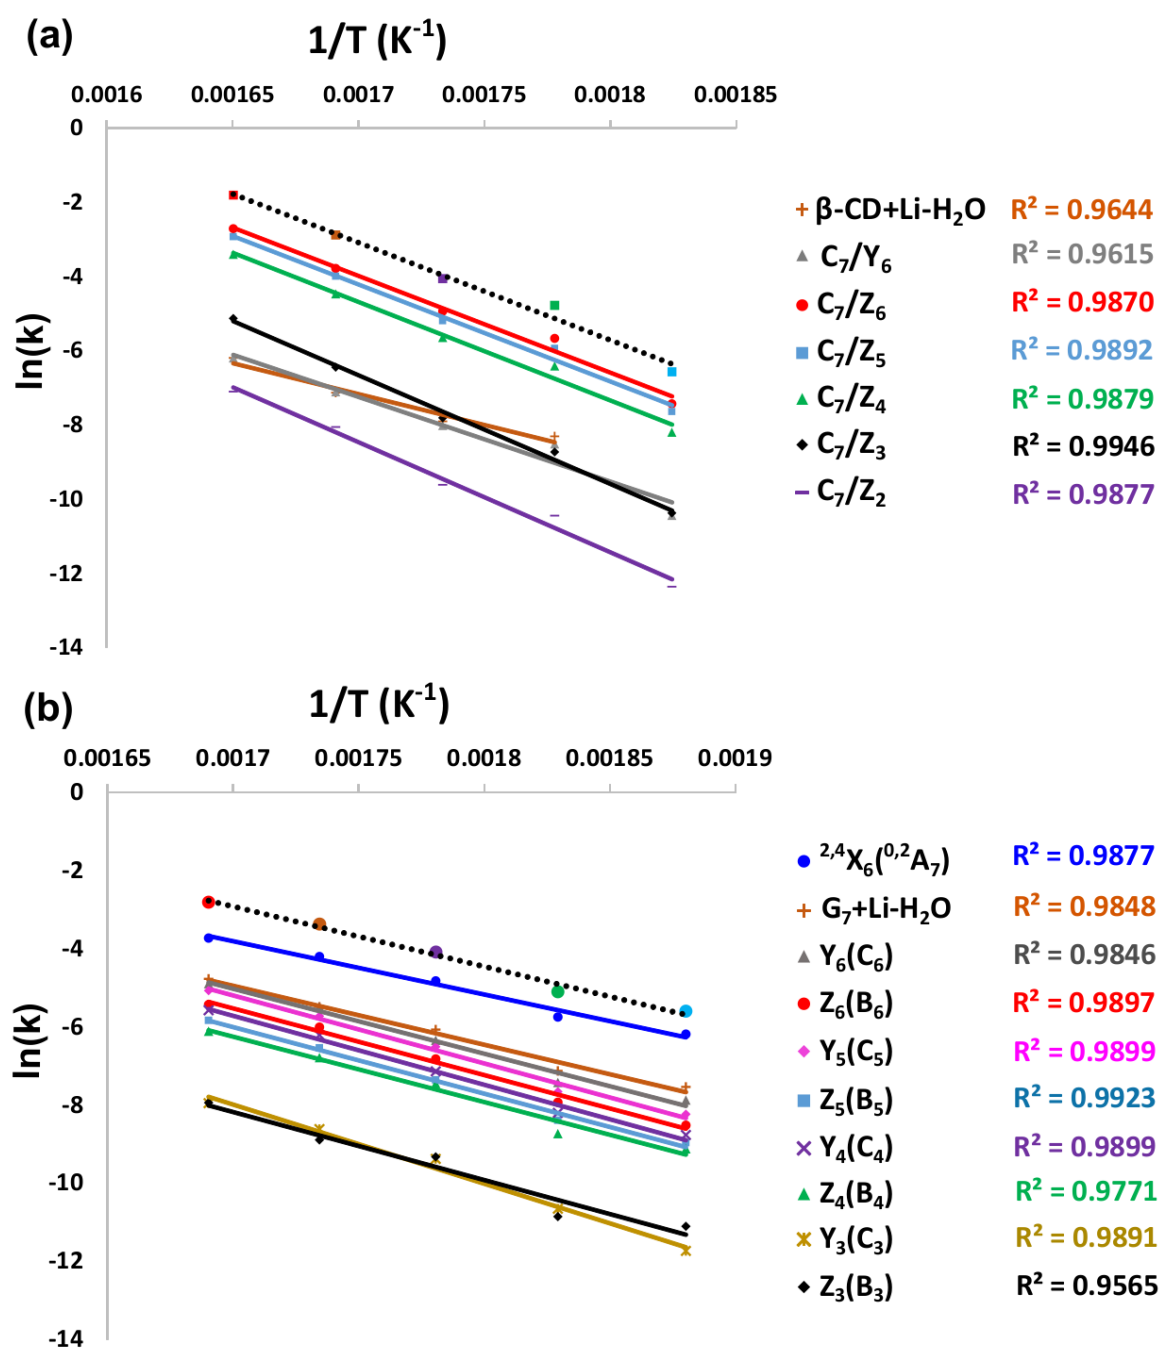 (a)
1/T (K⁻¹)
0.0016 0.00165 0.0017 0.00175 0.0018 0.00185
0
-2
-4
-6
-8
-10
-12
-14
ln(k)
β-CD+Li-H₂O R² = 0.9644
C₇/Y₆ R² = 0.9615
C₇/Z₆ R² = 0.9870
C₇/Z₅ R² = 0.9892
C₇/Z₄ R² = 0.9879
C₇/Z₃ R² = 0.9946
C₇/Z₂ R² = 0.9877
(b)
1/T (K⁻¹)
0.00165 0.0017 0.00175 0.0018 0.00185 0.0019
0
-2
-4
-6
-8
-10
-12
-14
ln(k)
²,⁴X₆(⁰,²A₇) R² = 0.9877
G₇+Li-H₂O R² = 0.9848
Y₆(C₆) R² = 0.9846
Z₆(B₆) R² = 0.9897
Y₅(C₅) R² = 0.9899
Z₅(B₅) R² = 0.9923
Y₄(C₄) R² = 0.9899
Z₄(B₄) R² = 0.9771
Y₃(C₃) R² = 0.9891
Z₃(B₃) R² = 0.9565